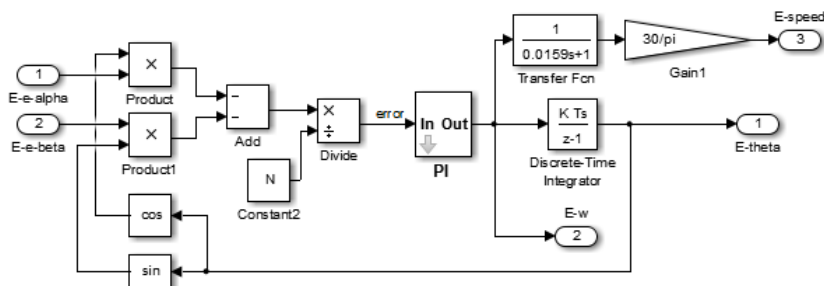 E-speed
1
0.0159s+1
30/pi
3
×
1
Transfer Fcn
Gain1
E-e-alpha
Product
−
−
×
÷
error
In Out
K Ts
z-1
2
×
1
E-e-beta
Add
Divide
E-theta
Product1
PI
Discrete-Time
Integrator
N
Constant2
E-w
cos
2
sin